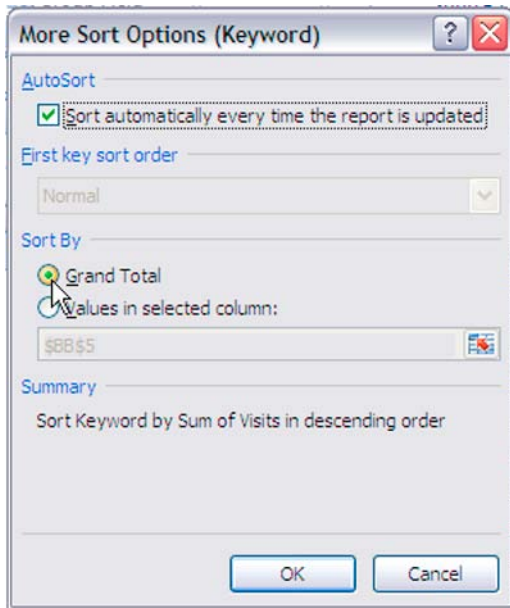 More Sort Options (Keyword)
?
AutoSort
Sort automatically every time the report is updated
First key sort order
Normal
Sort By
Grand Total
Values in selected column:
$BB$5
Summary
Sort Keyword by Sum of Visits in descending order
OK
Cancel